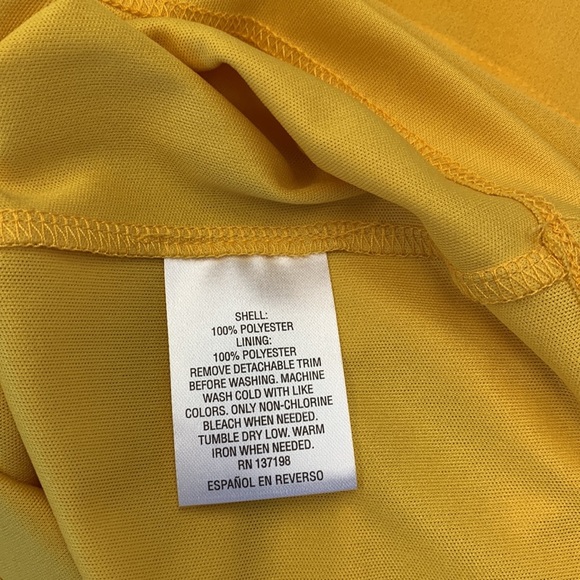 SHELL:
100% POLYESTER
LINING:
100% POLYESTER
REMOVE DETACHABLE TRIM
BEFORE WASHING. MACHINE
WASH COLD WITH LIKE
COLORS. ONLY NON-CHLORINE
BLEACH WHEN NEEDED.
TUMBLE DRY LOW. WARM
IRON WHEN NEEDED.
RN 137198
ESPAÑOL EN REVERSO